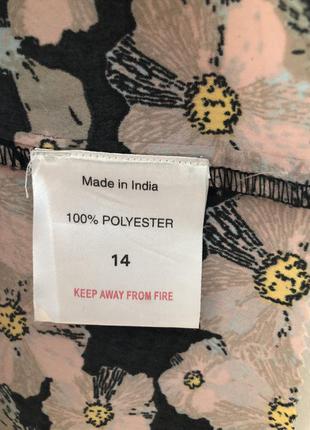 Made in India
100% POLYESTER
14
KEEP AWAY FROM FIRE